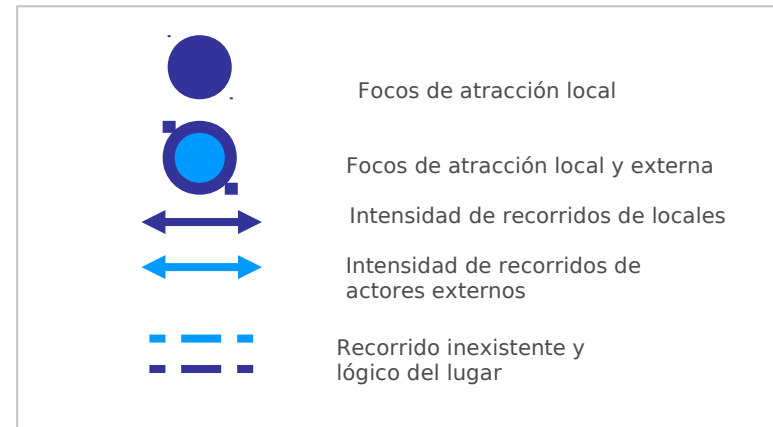 Focos de atracción local
Focos de atracción local y externa
Intensidad de recorridos de locales
Intensidad de recorridos de
actores externos
Recorrido inexistente y
lógico del lugar